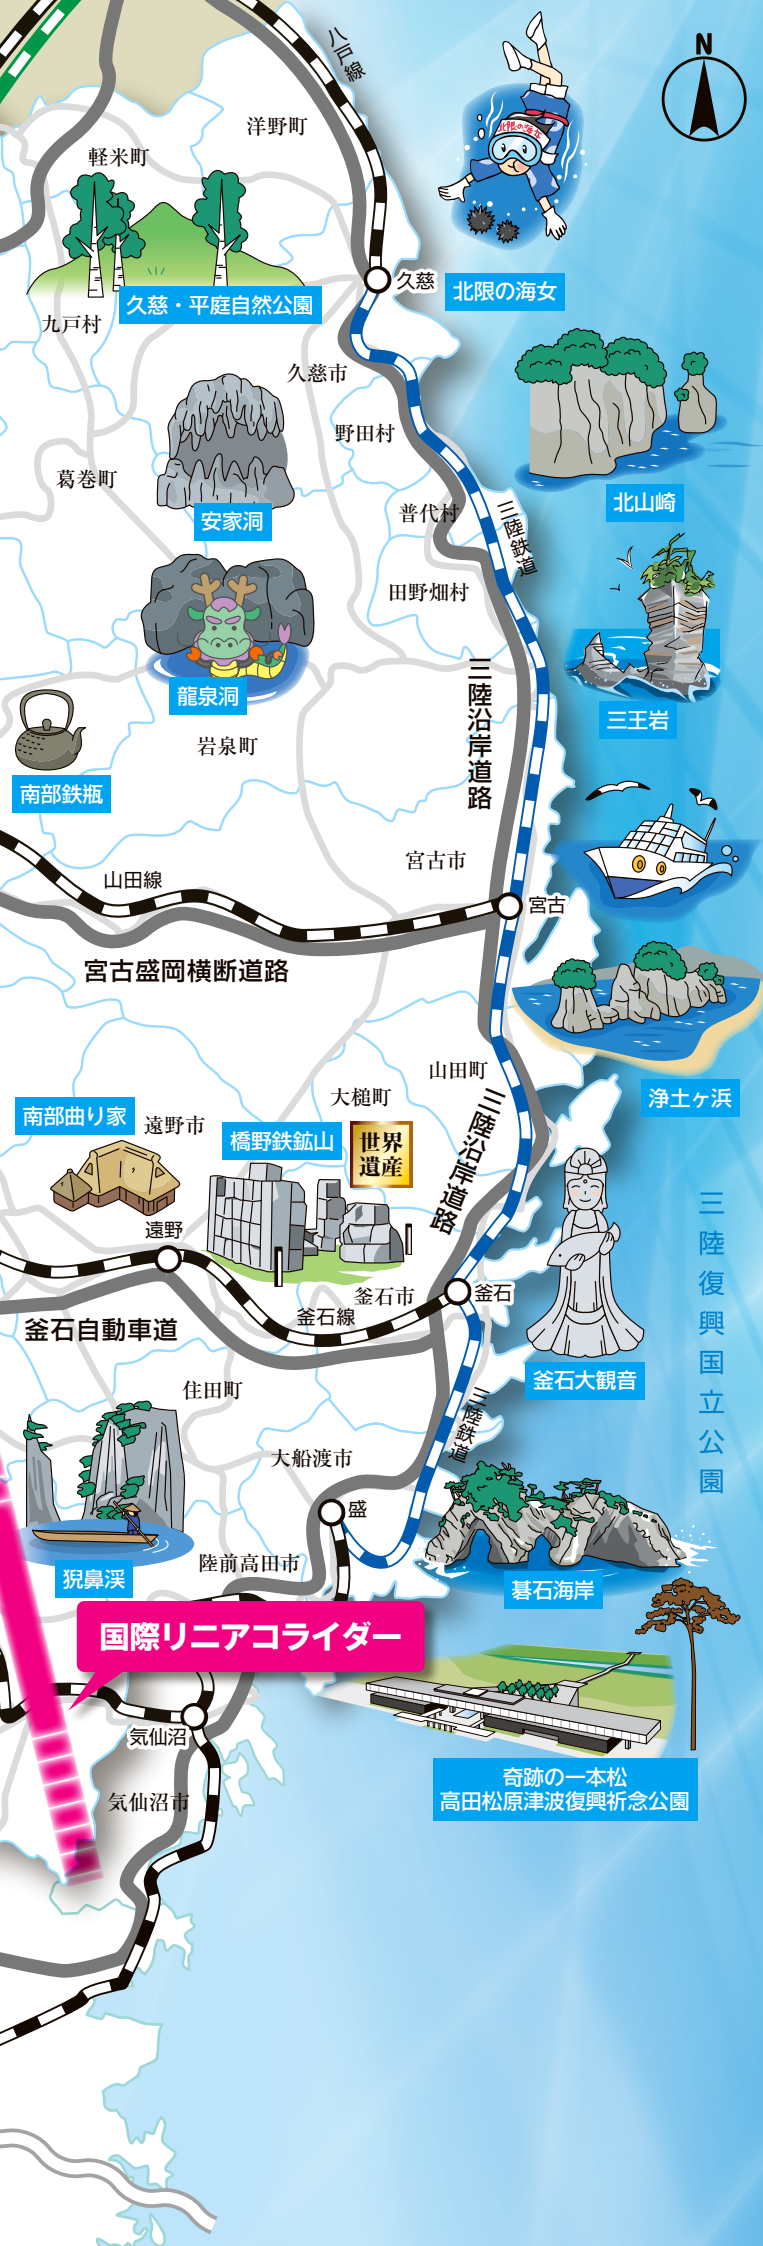 N
八戸線
北限の海女
洋野町
軽米町
久慈
北限の海女
久慈・平庭自然公園
九戸村
久慈市
野田村
葛巻町
北山崎
安家洞
普代村
三陸鉄道
田野畑村
三陸沿岸道路
龍泉洞
三王岩
岩泉町
南部鉄瓶
宮古市
山田線
宮古
宮古盛岡横断道路
山田町
大槌町
浄土ヶ浜
南部曲り家
遠野市
橋野鉄鉱山
世界
遺産
三陸沿岸道路
三陸復興国立公園
遠野
釜石市
釜石
釜石線
釜石自動車道
釜石大観音
住田町
三陸鉄道
大船渡市
盛
陸前高田市
猊鼻渓
碁石海岸
国際リニアコライダー
気仙沼
奇跡の一本松
高田松原津波復興祈念公園
気仙沼市